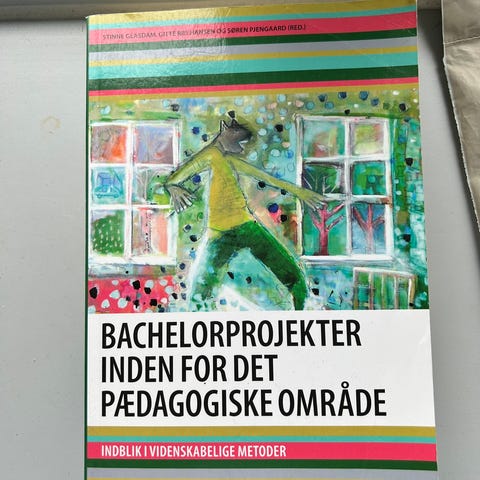 STINNE GLASDAM, GITTE RIIS HANSEN OG SØREN PJENGAARD (RED.)
BACHELORPROJEKTER
INDEN FOR DET
PÆDAGOGISKE OMRÅDE
INDBLIK I VIDENSKABELIGE METODER